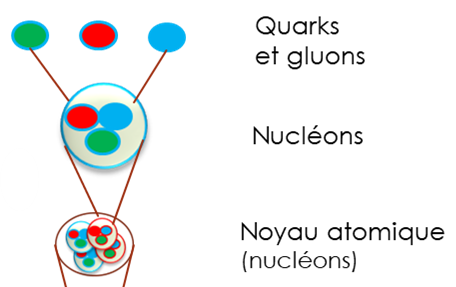 Quarks
et gluons
Nucléons
Noyau atomique
(nucléons)